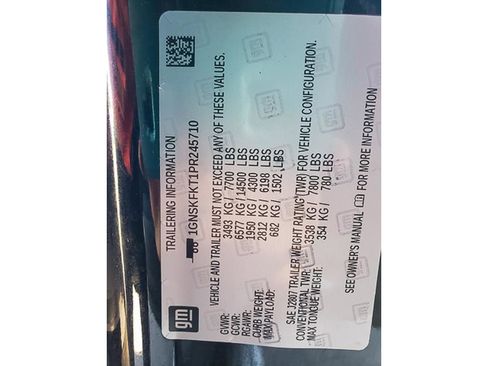 gm
TRAILERING INFORMATION
1GNSKFKT1PR245710
VEHICLE AND TRAILER MUST NOT EXCEED ANY OF THESE VALUES.
GVWR: 3493 KG / 7700 LBS
GCWR: 6577 KG/14500 LBS
RGAWR: 1950 KG / 4300 LBS
CURB WEIGHT: 2812 KG / 6198 LBS
MAX PAYLOAD: 682 KG / 1502 LBS
SAE J2807 TRAILER WEIGHT RATING (TWR) FOR VEHICLE CONFIGURATION.
CONVENTIONAL TWR: 3538 KG / 7800 LBS
MAX TONGUE WEIGHT: 354 KG / 780 LBS
SEE OWNER'S MANUAL FOR MORE INFORMATION